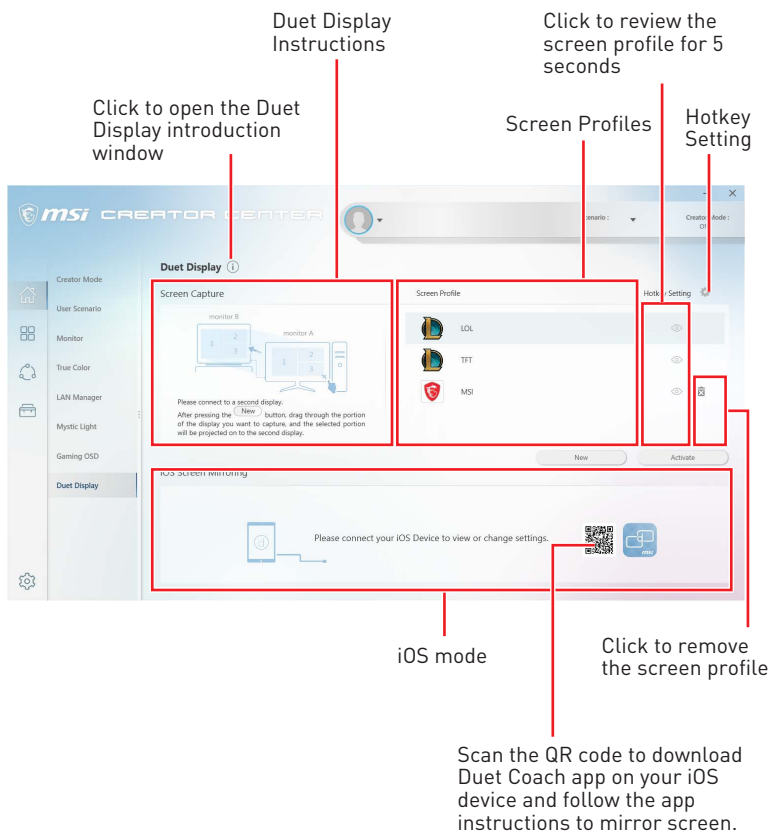 Duet Display
Instructions
Click to review the
screen profile for 5
seconds
Click to open the Duet
Display introduction
window
Screen Profiles
Hotkey
Setting
msi CREATOR CENTER
Scenario :
Creator Mode :
Duet Display
Creator Mode
User Scenario
Monitor
True Color
LAN Manager
Mystic Light
Gaming OSD
Duet Display
Screen Capture
monitor B
monitor A
1 2
3
1 2
3
Please connect to a second display.
After pressing the New button, drag through the portion
of the display you want to capture, and the selected portion
will be projected on to the second display.
Screen Profile
Hotkey Setting
LOL
TFT
MSI
New
Activate
iOS Screen Mirroring
d
Please connect your iOS Device to view or change settings.
msi
iOS mode
Click to remove
the screen profile
Scan the QR code to download
Duet Coach app on your iOS
device and follow the app
instructions to mirror screen.